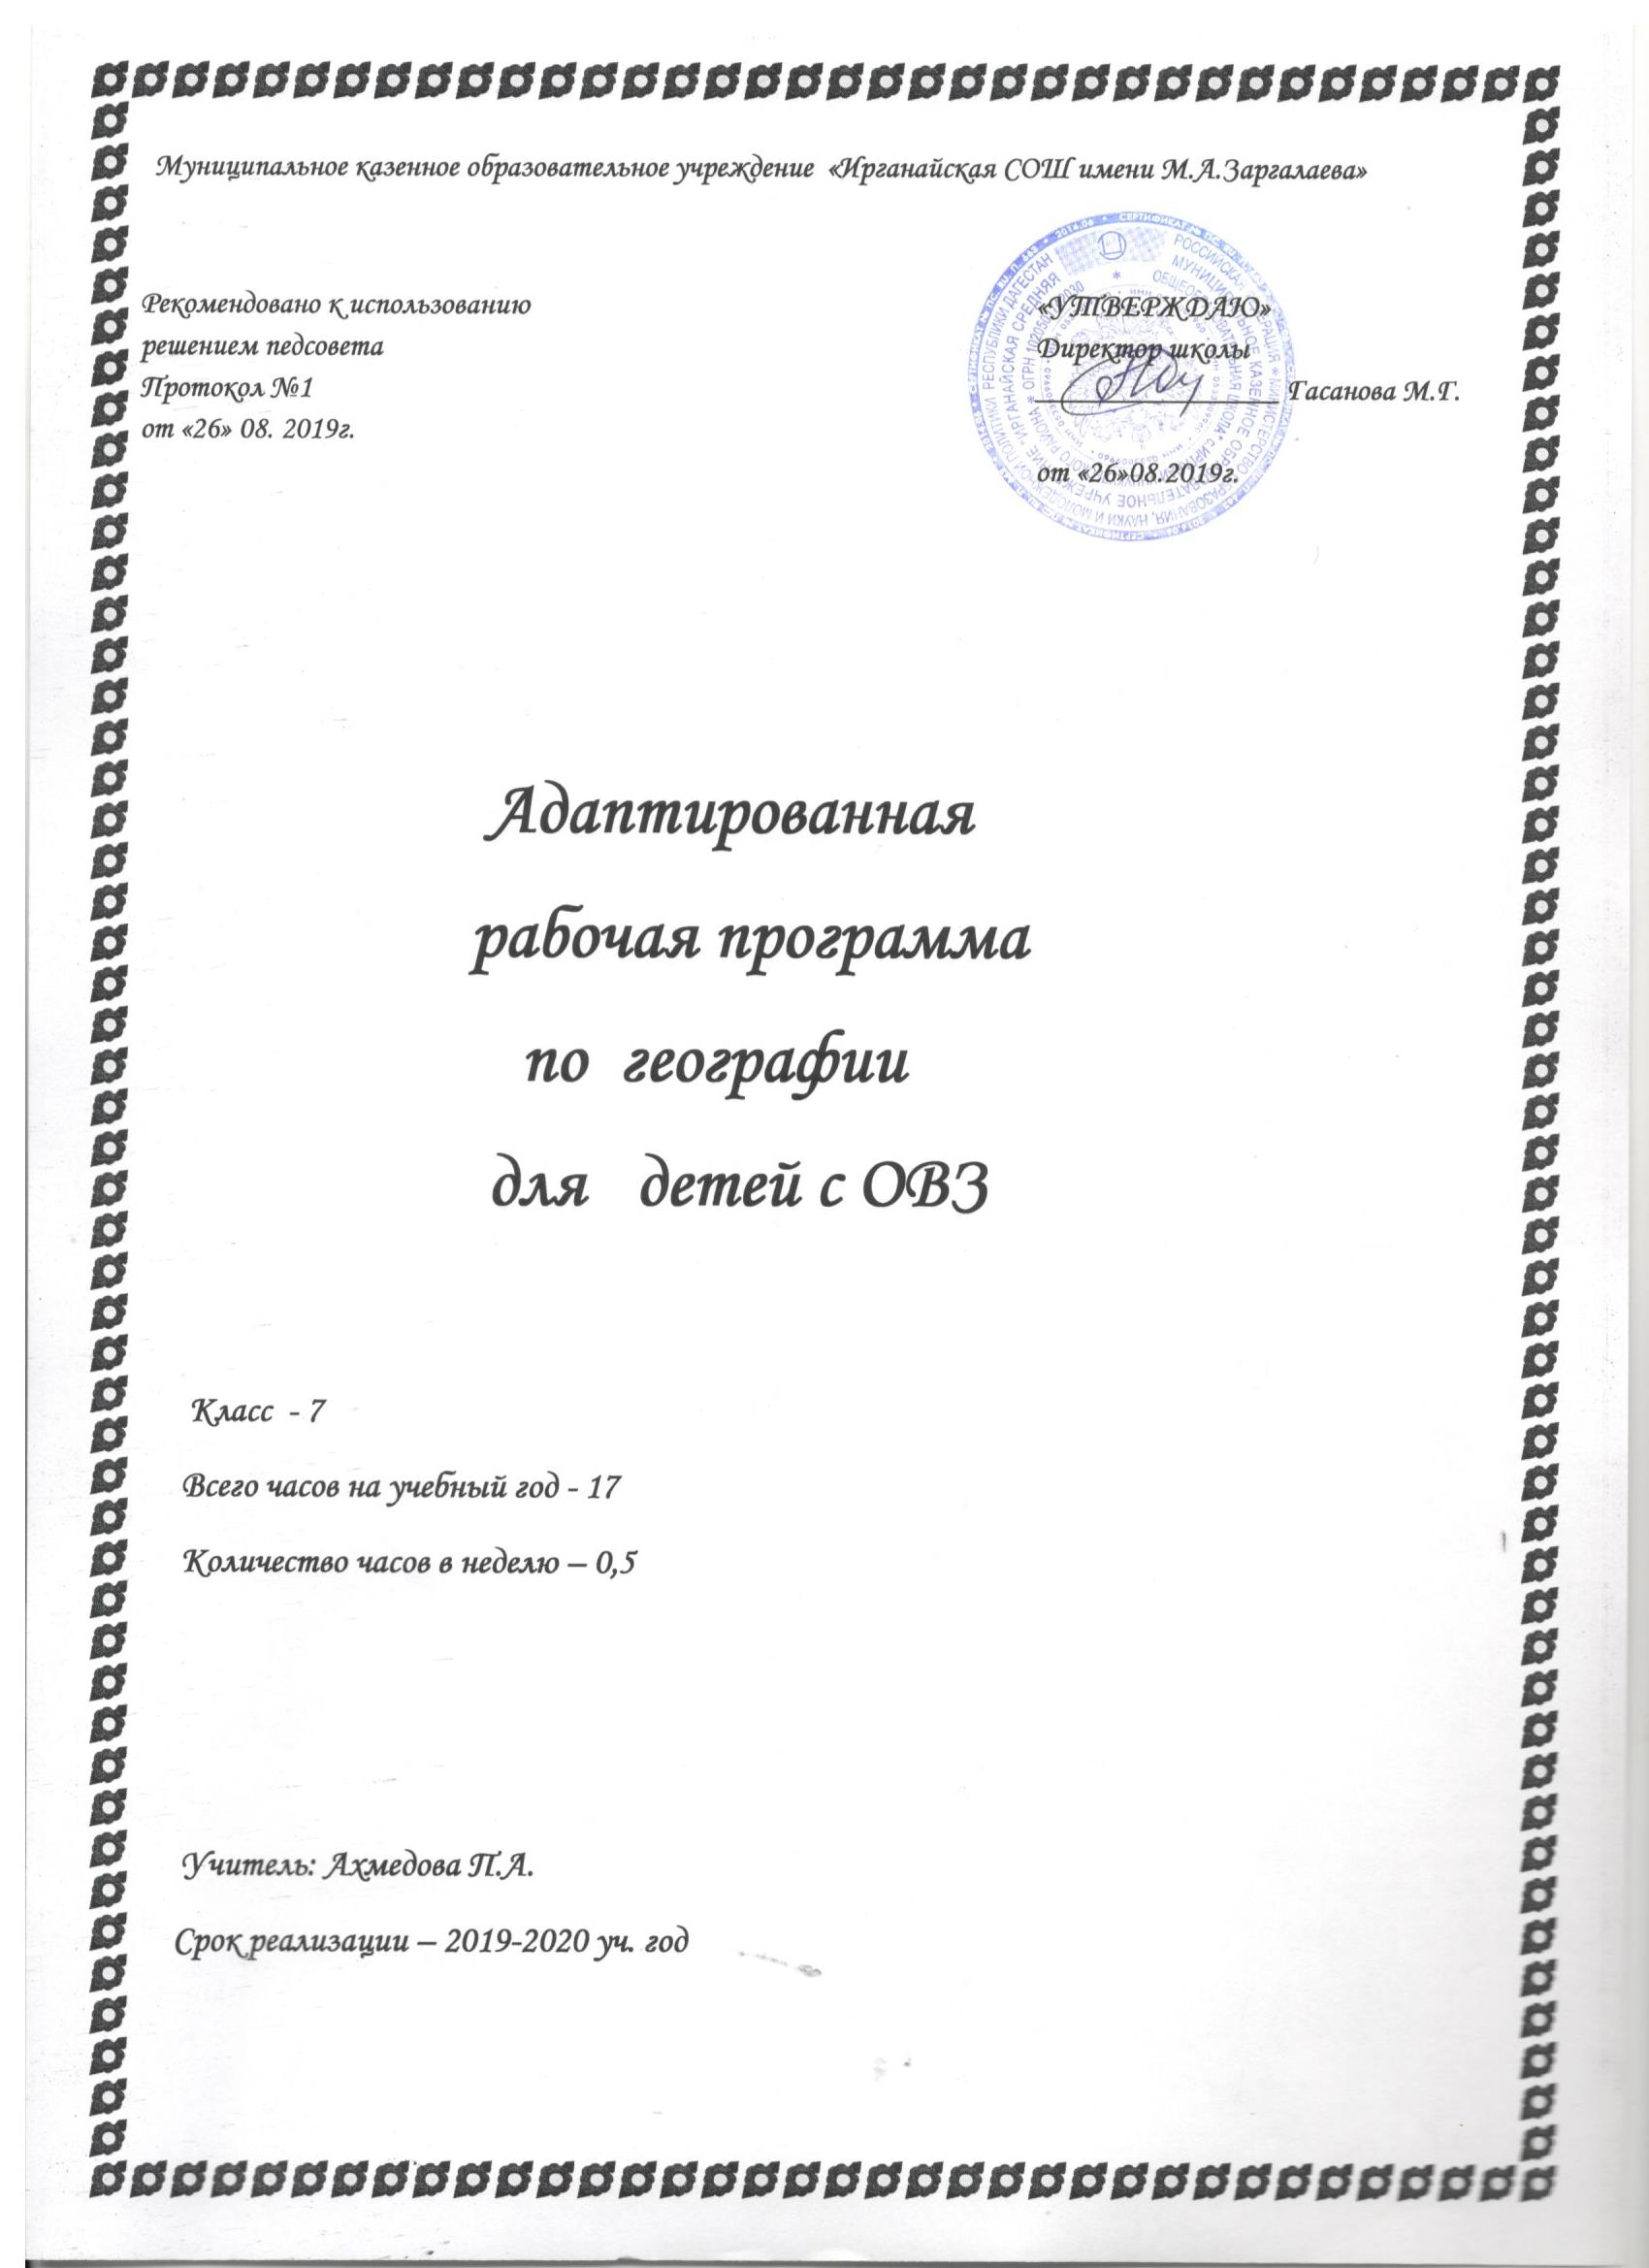 Муниципальное казенное образовательное учреждение «Ирганайская СОШ имени М.А.Заргалаева»
Рекомендовано к использованию
решением педсовета
Протокол №1
от «26» 08. 2019г.
«УТВЕРЖДАЮ»
Директор школы
Гасанова М.Г.
от «26»08.2019г.
Адаптированная
рабочая программа
по географии
для детей с ОВЗ
Класс - 7
Всего часов на учебный год - 17
Количество часов в неделю – 0,5
Учитель: Ахмедова П.А.
Срок реализации – 2019-2020 уч. год